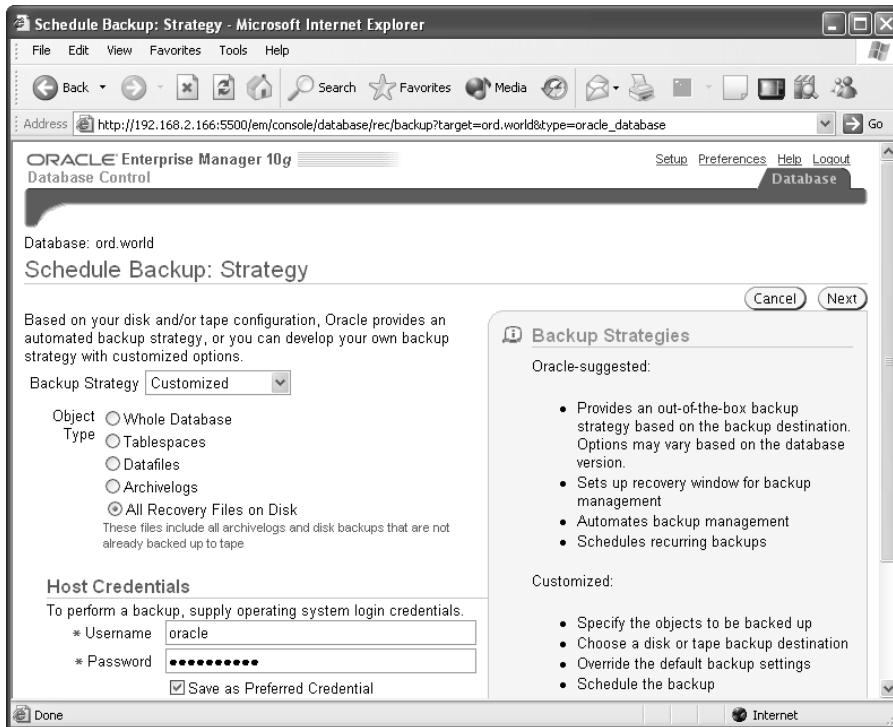 Schedule Backup: Strategy - Microsoft Internet Explorer
File Edit View Favorites Tools Help
Back Search Favorites Media
Address http://192.168.2.166:5500/em/console/database/rec/backup?target=ord.world&type=oracle_database Go
ORACLE Enterprise Manager 10g
Database Control
Setup Preferences Help Logout
Database
Database: ord.world
Schedule Backup: Strategy
Cancel Next
Based on your disk and/or tape configuration, Oracle provides an
automated backup strategy, or you can develop your own backup
strategy with customized options.
Backup Strategy Customized
Object Type
Whole Database
Tablespaces
Datafiles
Archivelogs
All Recovery Files on Disk
These files include all archivelogs and disk backups that are not
already backed up to tape
Host Credentials
To perform a backup, supply operating system login credentials.
* Username oracle
* Password ••••••••••
Save as Preferred Credential
Backup Strategies
Oracle-suggested:
• Provides an out-of-the-box backup
strategy based on the backup destination.
Options may vary based on the database
version.
• Sets up recovery window for backup
management
• Automates backup management
• Schedules recurring backups
Customized:
• Specify the objects to be backed up
• Choose a disk or tape backup destination
• Override the default backup settings
• Schedule the backup
Done Internet